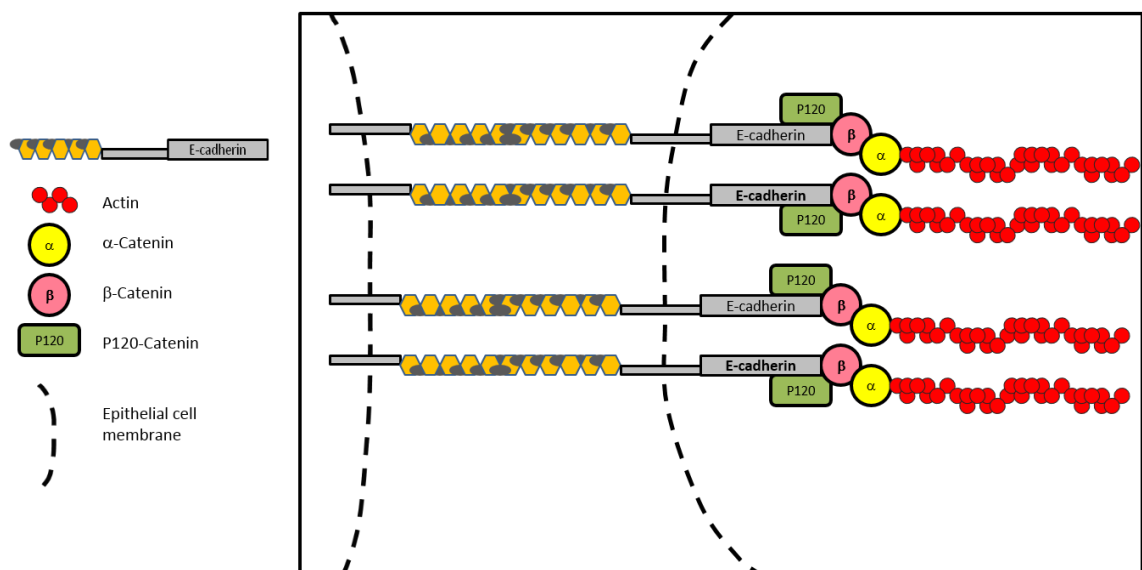 E-cadherin
Actin
α
α-Catenin
β
β-Catenin
P120
P120-Catenin
Epithelial cell
membrane
P120
E-cadherin
β
α
E-cadherin
β
P120
α
P120
E-cadherin
β
α
E-cadherin
β
P120
α